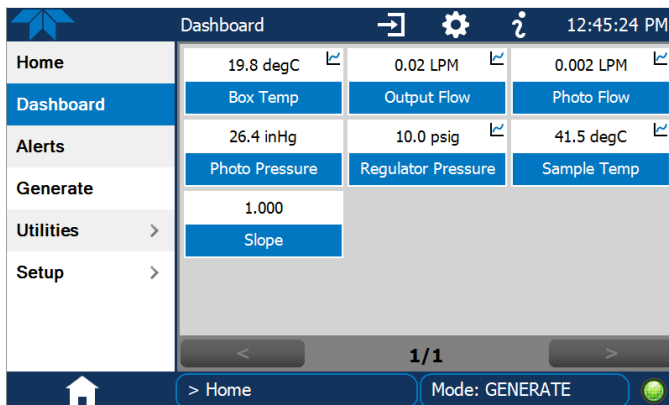 Dashboard
12:45:24 PM
Home
Dashboard
Alerts
Generate
Utilities >
Setup >
19.8 degC
Box Temp
0.02 LPM
Output Flow
0.002 LPM
Photo Flow
26.4 inHg
Photo Pressure
10.0 psig
Regulator Pressure
41.5 degC
Sample Temp
1.000
Slope
< 1/1 >
> Home
Mode: GENERATE